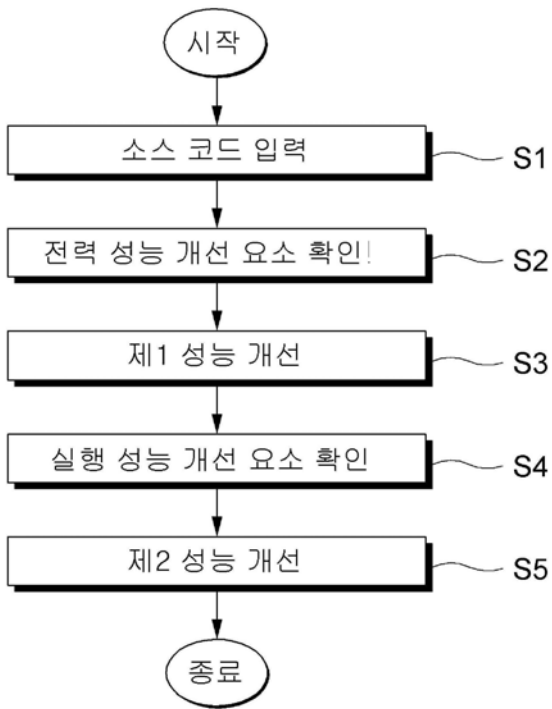 시작
소스 코드 입력 S1
전력 성능 개선 요소 확인! S2
제1 성능 개선 S3
실행 성능 개선 요소 확인 S4
제2 성능 개선 S5
종료